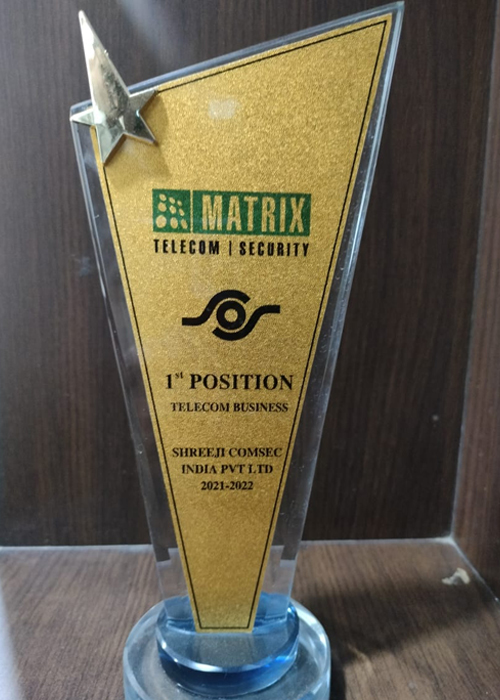 MATRIX
TELECOM | SECURITY
1st POSITION
TELECOM BUSINESS
SHREEJI COMSEC
INDIA PVT LTD
2021-2022